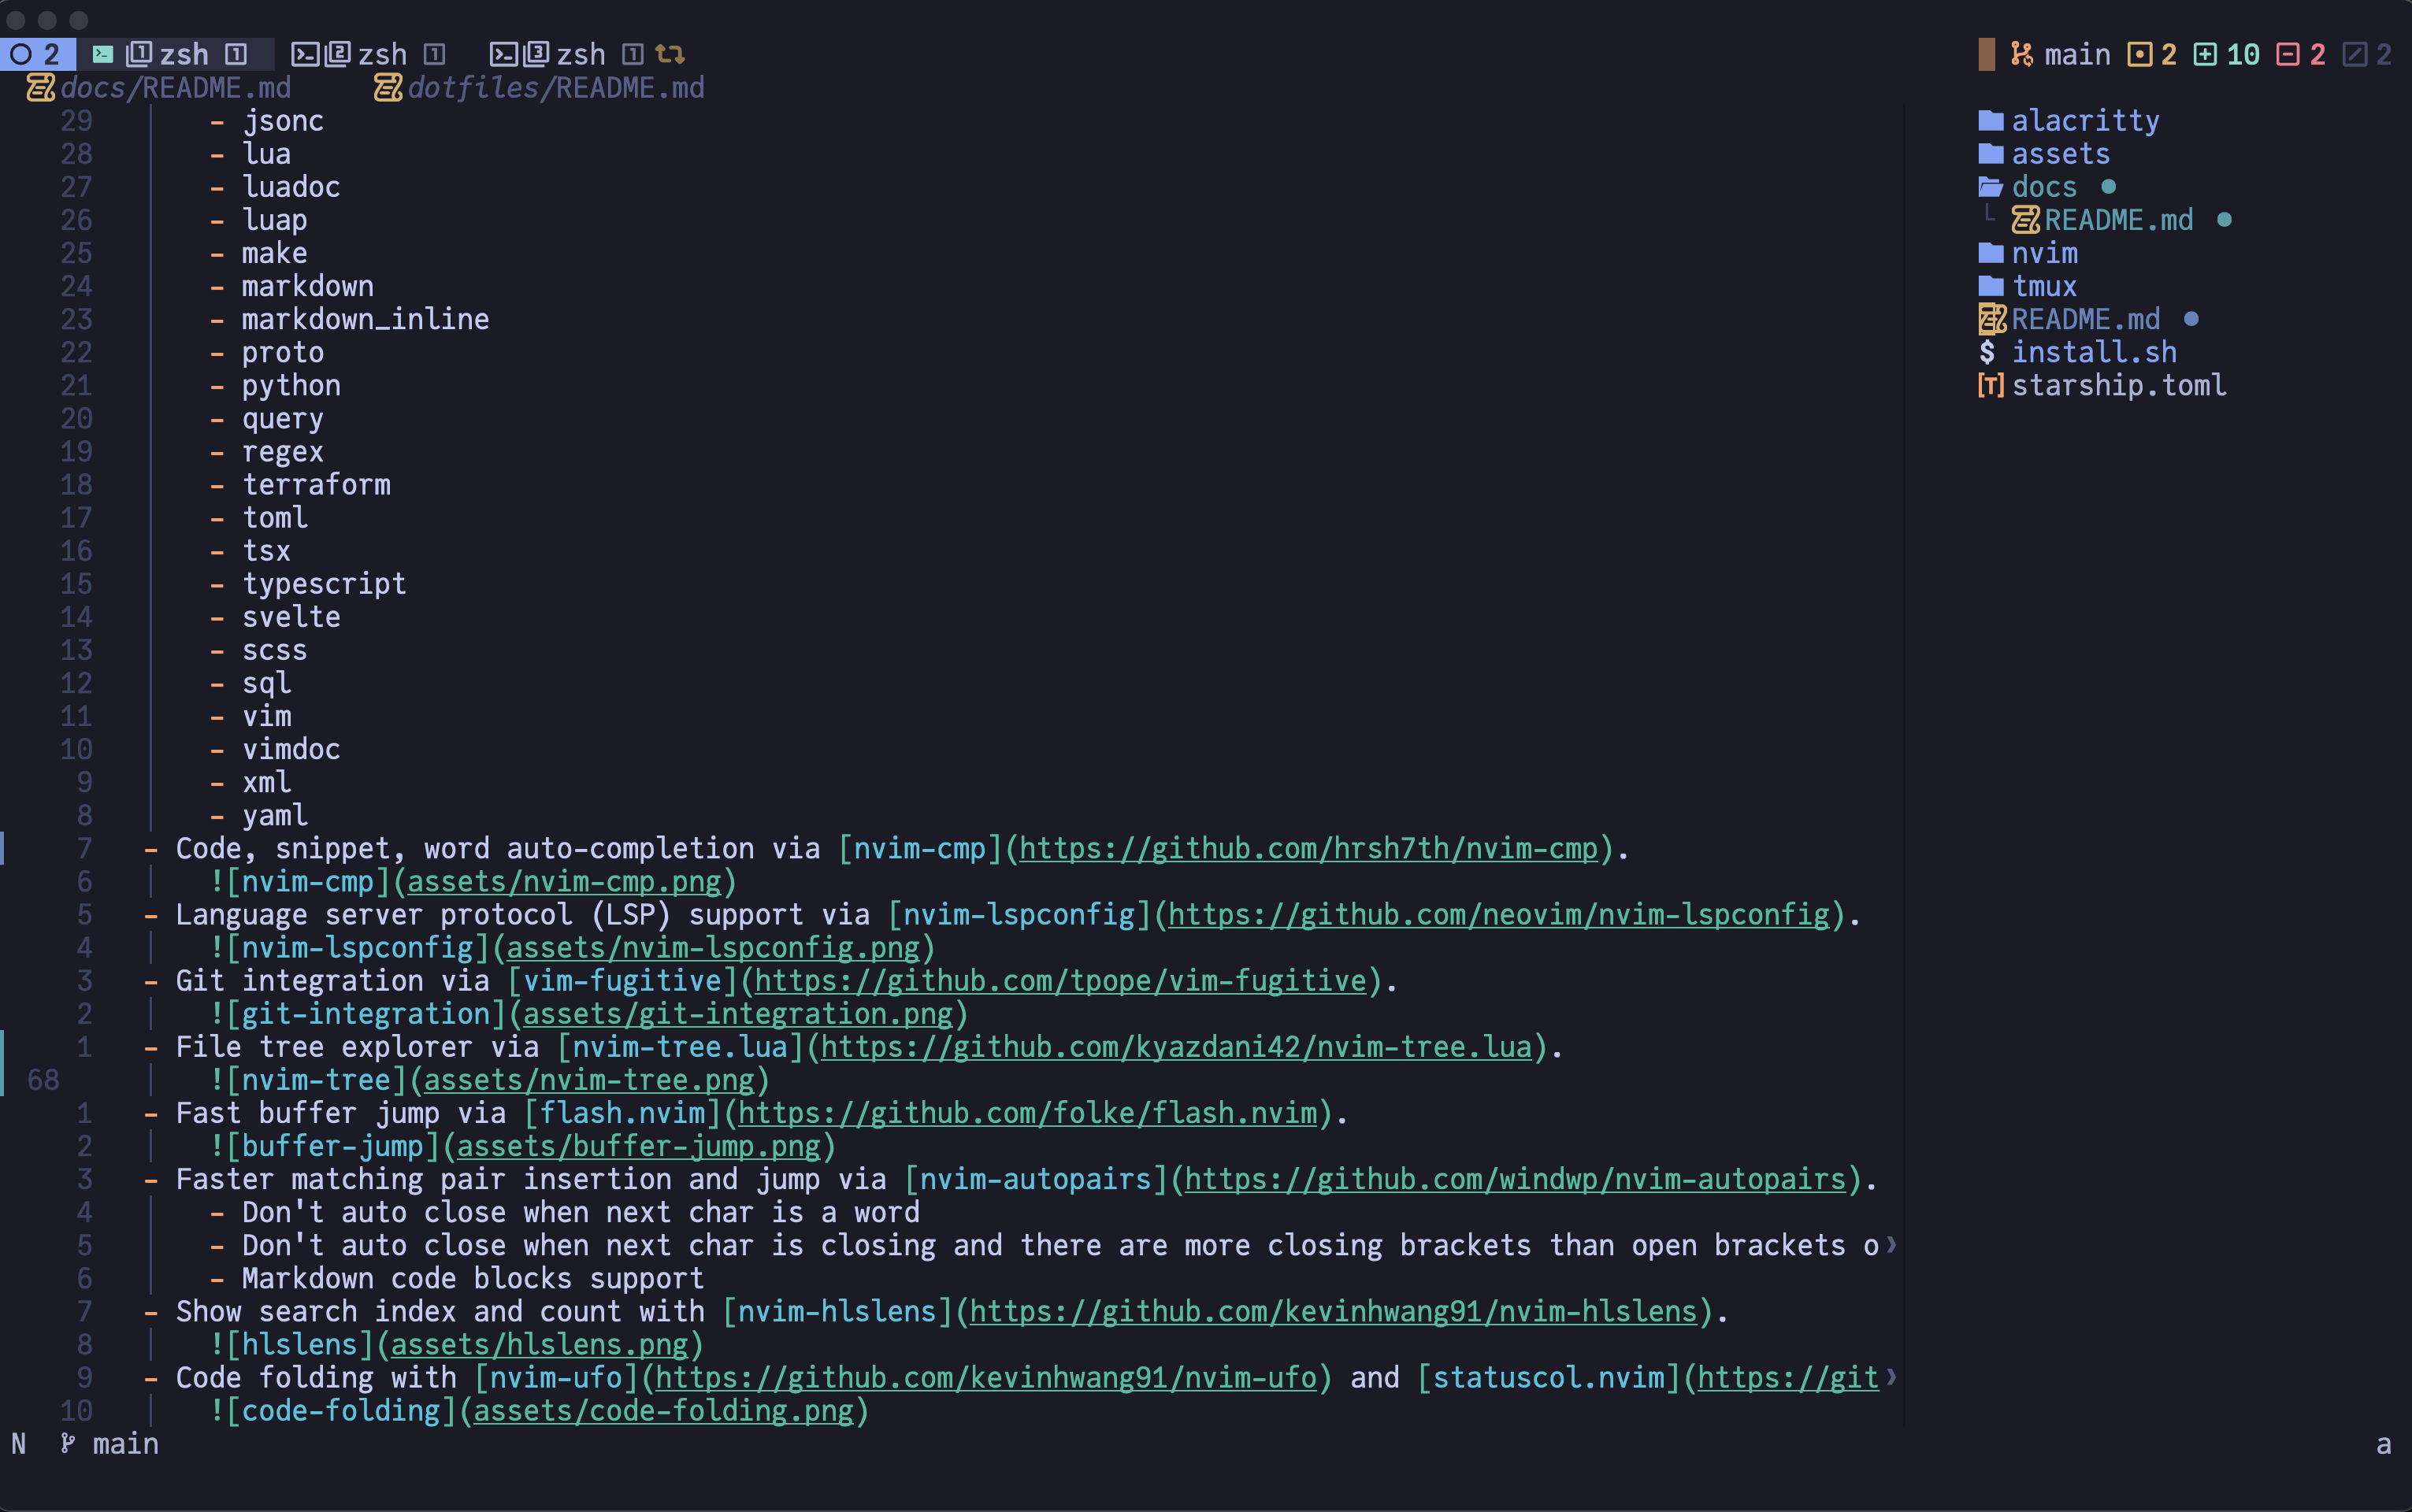 2 1 zsh 1 2 zsh 1 3 zsh 1 main 2 10 2 2
docs/README.md dotfiles/README.md
29 - jsonc
28 - lua
27 - luadoc
26 - luap
25 - make
24 - markdown
23 - markdown_inline
22 - proto
21 - python
20 - query
19 - regex
18 - terraform
17 - toml
16 - tsx
15 - typescript
14 - svelte
13 - scss
12 - sql
11 - vim
10 - vimdoc
9 - xml
8 - yaml
7 - Code, snippet, word auto-completion via [nvim-cmp](https://github.com/hrsh7th/nvim-cmp).
6 ![nvim-cmp](assets/nvim-cmp.png)
5 - Language server protocol (LSP) support via [nvim-lspconfig](https://github.com/neovim/nvim-lspconfig).
4 ![nvim-lspconfig](assets/nvim-lspconfig.png)
3 - Git integration via [vim-fugitive](https://github.com/tpope/vim-fugitive).
2 ![git-integration](assets/git-integration.png)
1 - File tree explorer via [nvim-tree.lua](https://github.com/kyazdani42/nvim-tree.lua).
68 ![nvim-tree](assets/nvim-tree.png)
1 - Fast buffer jump via [flash.nvim](https://github.com/folke/flash.nvim).
2 ![buffer-jump](assets/buffer-jump.png)
3 - Faster matching pair insertion and jump via [nvim-autopairs](https://github.com/windwp/nvim-autopairs).
4 - Don't auto close when next char is a word
5 - Don't auto close when next char is closing and there are more closing brackets than open brackets o›
6 - Markdown code blocks support
7 - Show search index and count with [nvim-hlslens](https://github.com/kevinhwang91/nvim-hlslens).
8 ![hlslens](assets/hlslens.png)
9 - Code folding with [nvim-ufo](https://github.com/kevinhwang91/nvim-ufo) and [statuscol.nvim](https://git›
10 ![code-folding](assets/code-folding.png)
alacritty
assets
docs
README.md
nvim
tmux
README.md
$ install.sh
[T] starship.toml
N main a